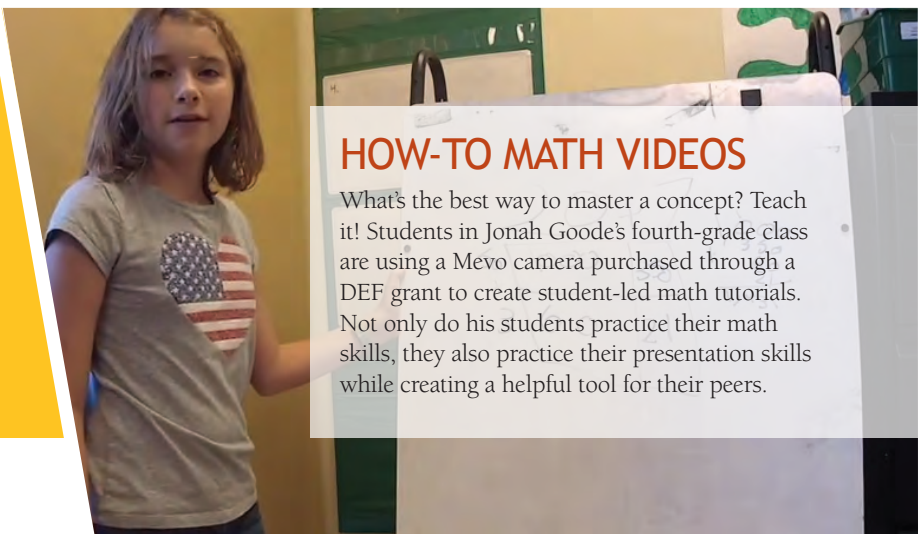 HOW-TO MATH VIDEOS
What's the best way to master a concept? Teach
it! Students in Jonah Goode's fourth-grade class
are using a Mevo camera purchased through a
DEF grant to create student-led math tutorials.
Not only do his students practice their math
skills, they also practice their presentation skills
while creating a helpful tool for their peers.